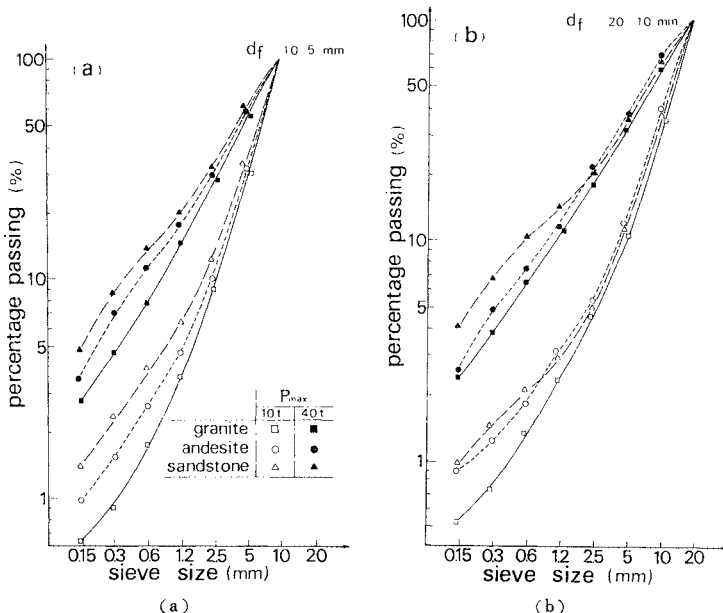 (a)
d_f 10 5 mm
100
50
10
5
1
percentage passing (%)
0.15 0.3 0.6 1.2 2.5 5 10 20
sieve size (mm)
Pmax
10t 40t
granite
andesite
sandstone
(a)
(b)
d_f 20 10 mm
100
50
10
5
1
percentage passing (%)
0.15 0.3 0.6 1.2 2.5 5 10 20
sieve size (mm)
(b)